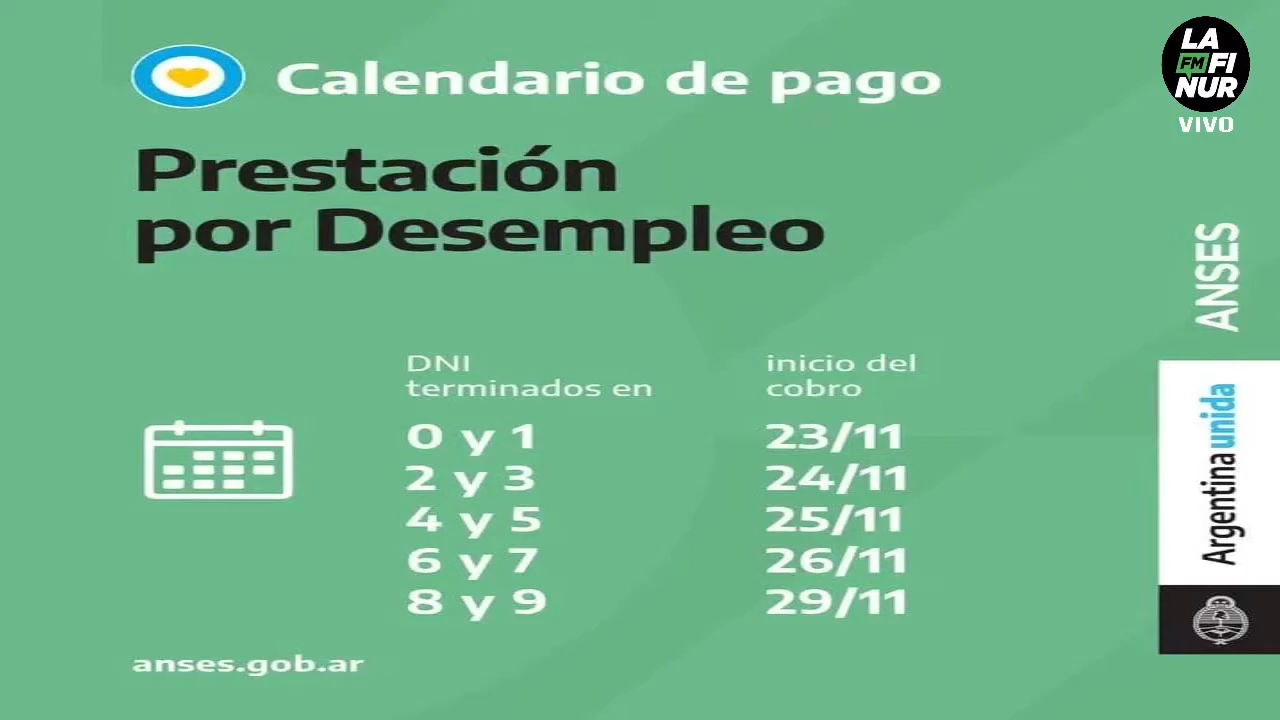 Calendario de pago
Prestación
por Desempleo
DNI
terminados en
inicio del
cobro
0 y 1 23/11
2 y 3 24/11
4 y 5 25/11
6 y 7 26/11
8 y 9 29/11
anses.gob.ar
LA
FM FI
NUR
VIVO
ANSES
Argentina unida